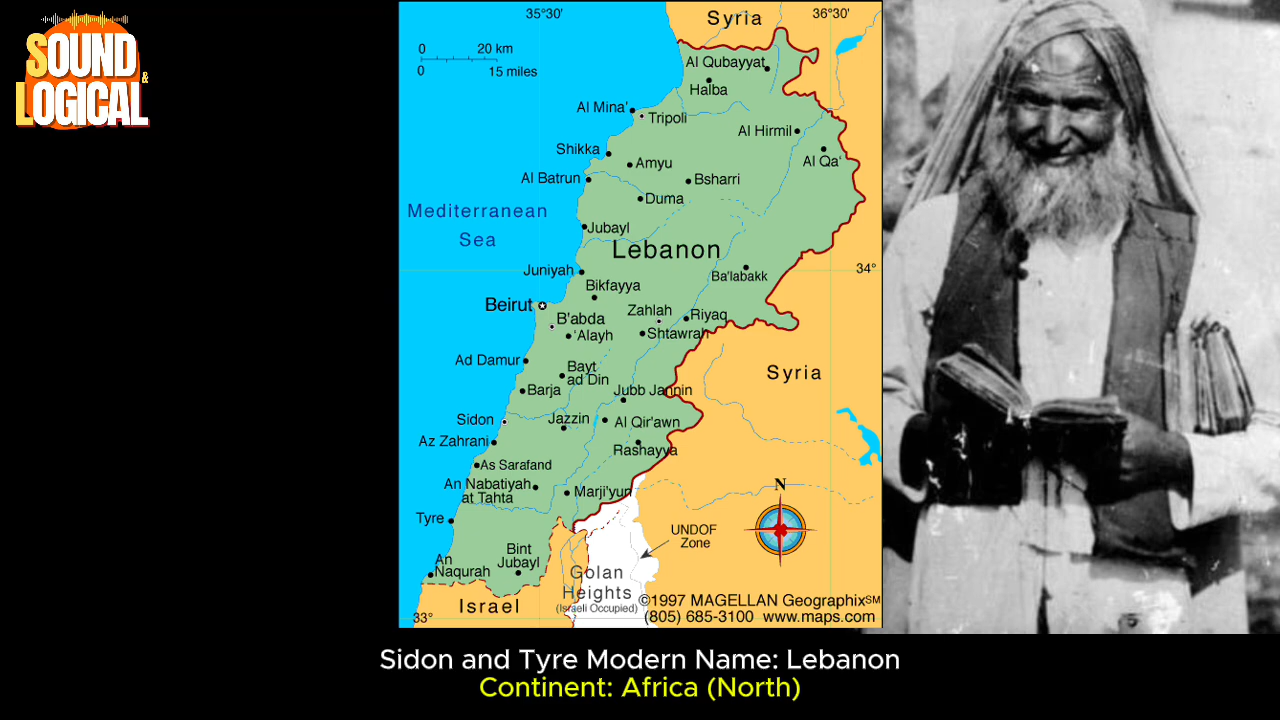 SOUND
&
LOGICAL
35°30'
Syria
36°30'
0 20 km
0 15 miles
Al Qubayyat
Halba
Al Mina'
Tripoli
Al Hirmil
Shikka
Amyu
Al Qa'
Al Batrun
Bsharri
Duma
Mediterranean
Sea
Jubayl
Lebanon
Juniyah
Ba'labakk
34°
Bikfayya
Beirut
Zahlah
Riyaq
B'abda
'Alayh
Shtawrah
Ad Damur
Bayt
ad Din
Syria
Barja
Jubb Jannin
Sidon
Jazzin
Al Qir'awn
Az Zahrani
Rashayya
As Sarafand
An Nabatiyah
at Tahta
Marji'yun
N
Tyre
UNDOF
Zone
Bint
Jubayl
An
Naqurah
Golan
Heights
(Israeli Occupied)
Israel
©1997 MAGELLAN Geographix℠
(805) 685-3100 www.maps.com
33°
Sidon and Tyre Modern Name: Lebanon
Continent: Africa (North)